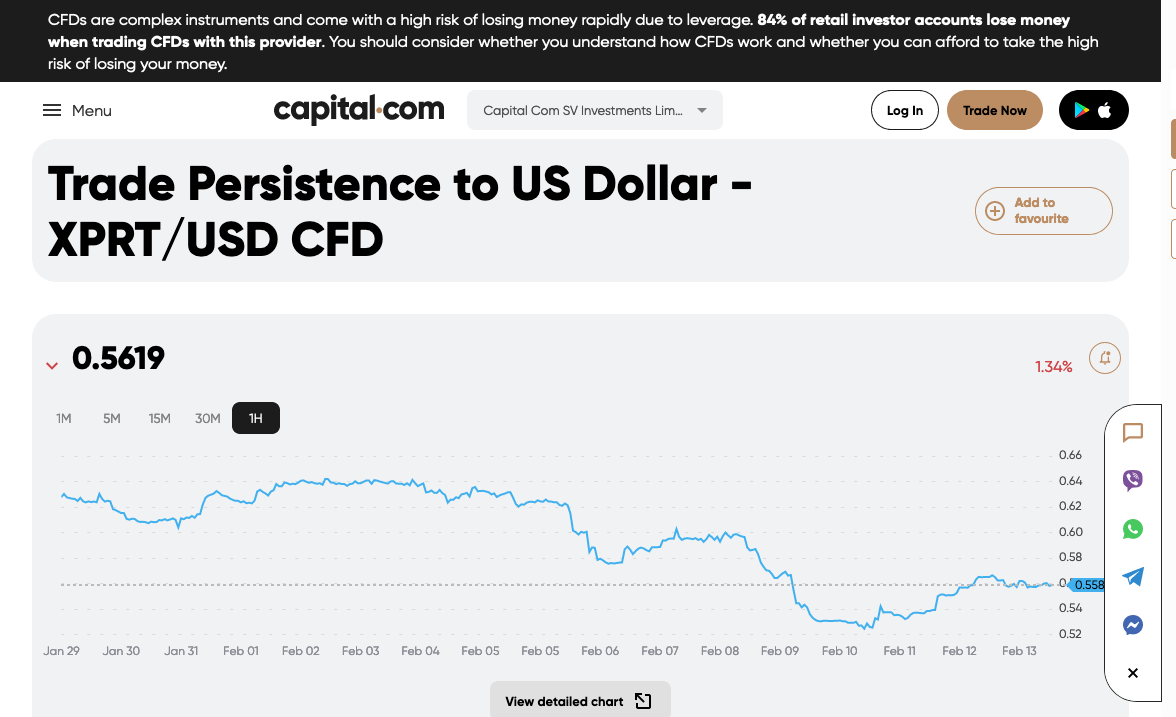 CFDs are complex instruments and come with a high risk of losing money rapidly due to leverage. 84% of retail investor accounts lose money
when trading CFDs with this provider. You should consider whether you understand how CFDs work and whether you can afford to take the high
risk of losing your money.
Menu
capital.com
Capital Com SV Investments Lim...
Log In
Trade Now
Trade Persistence to US Dollar -
XPRT/USD CFD
Add to
favourite
0.5619
1.34%
1M 5M 15M 30M 1H
0.66
0.64
0.62
0.60
0.58
0.558
0.54
0.52
Jan 29 Jan 30 Jan 31 Feb 01 Feb 02 Feb 03 Feb 04 Feb 05 Feb 05 Feb 06 Feb 07 Feb 08 Feb 09 Feb 10 Feb 11 Feb 12 Feb 13
View detailed chart